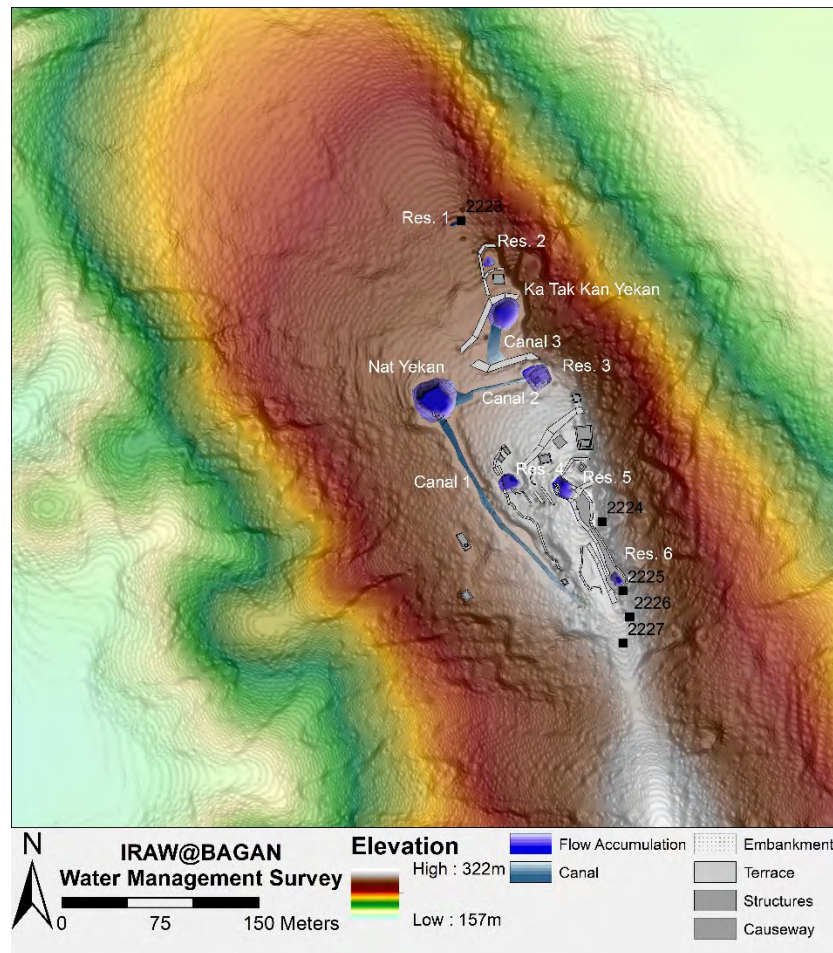 2223
Res. 1
Res. 2
Ka Tak Kan Yekan
Canal 3
Nat Yekan
Res. 3
Canal 2
Canal 1
Res. 4
Res. 5
2224
Res. 6
2225
2226
2227
N
IRAW@BAGAN
Water Management Survey
0 75 150 Meters
Elevation
High : 322m
Low : 157m
Flow Accumulation
Canal
Embankment
Terrace
Structures
Causeway